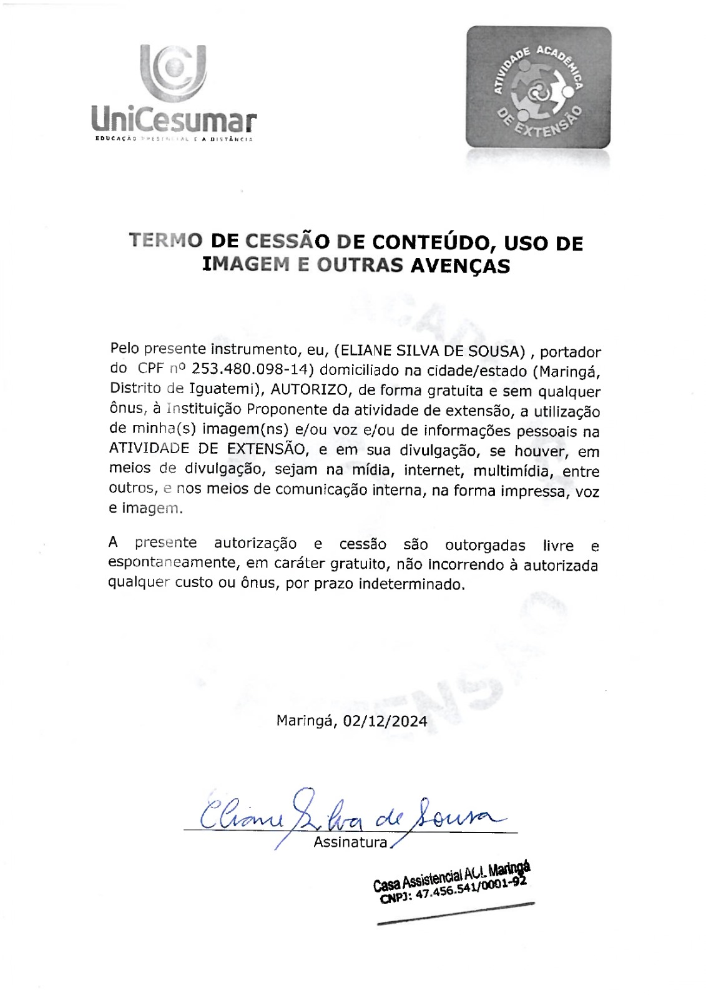 UniCesumar
EDUCAÇÃO PRESENCIAL E A DISTÂNCIA
ATIVIDADE ACADÊMICA
DE EXTENSÃO
TERMO DE CESSÃO DE CONTEÚDO, USO DE
IMAGEM E OUTRAS AVENÇAS
Pelo presente instrumento, eu, (ELIANE SILVA DE SOUSA) , portador
do CPF nº 253.480.098-14) domiciliado na cidade/estado (Maringá,
Distrito de Iguatemi), AUTORIZO, de forma gratuita e sem qualquer
ônus, à Instituição Proponente da atividade de extensão, a utilização
de minha(s) imagem(ns) e/ou voz e/ou de informações pessoais na
ATIVIDADE DE EXTENSÃO, e em sua divulgação, se houver, em
meios de divulgação, sejam na mídia, internet, multimídia, entre
outros, e nos meios de comunicação interna, na forma impressa, voz
e imagem.
A presente autorização e cessão são outorgadas livre e
espontaneamente, em caráter gratuito, não incorrendo à autorizada
qualquer custo ou ônus, por prazo indeterminado.
Maringá, 02/12/2024
Eliane Silva de Sousa
Assinatura
Casa Assistencial ACL Maringá
CNPJ: 47.456.541/0001-92